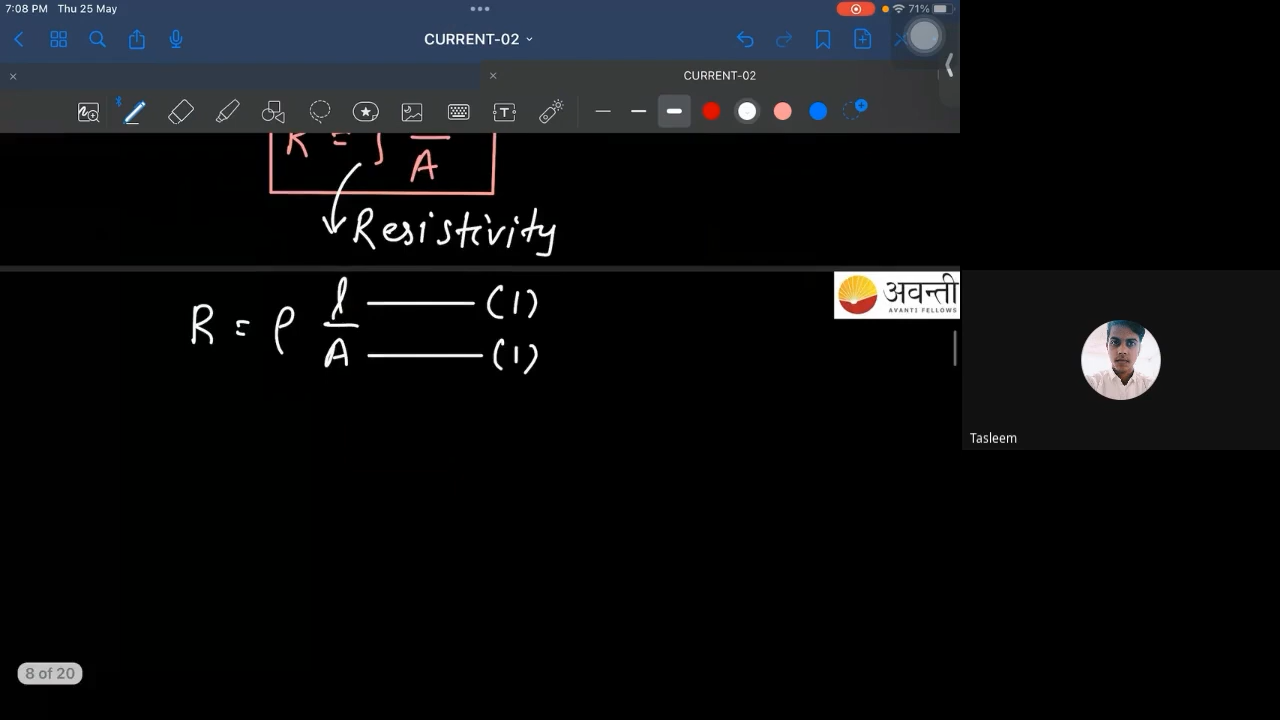 7:08 PM Thu 25 May
71%
CURRENT-02
CURRENT-02
R = ρ
A
Resistivity
R = ρ l/A
(1)
(1)
अवन्ती
AVANTI FELLOWS
Tasleem
8 of 20